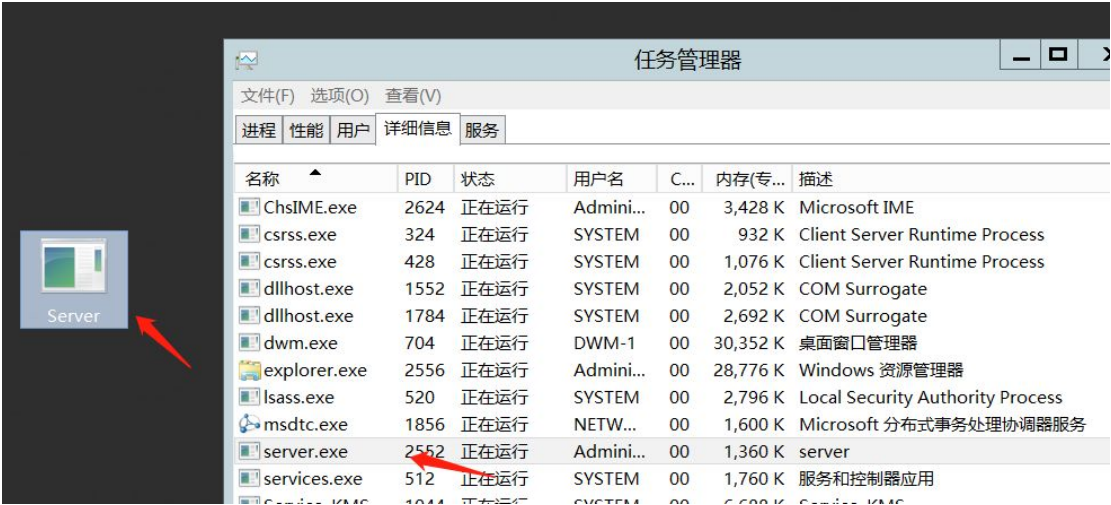 任务管理器
文件(F) 选项(O) 查看(V)
进程 性能 用户 详细信息 服务
名称 PID 状态 用户名 C... 内存(专... 描述
ChsIME.exe 2624 正在运行 Admini... 00 3,428 K Microsoft IME
csrss.exe 324 正在运行 SYSTEM 00 932 K Client Server Runtime Process
csrss.exe 428 正在运行 SYSTEM 00 1,076 K Client Server Runtime Process
dllhost.exe 1552 正在运行 SYSTEM 00 2,052 K COM Surrogate
dllhost.exe 1784 正在运行 SYSTEM 00 2,692 K COM Surrogate
Server
dwm.exe 704 正在运行 DWM-1 00 30,352 K 桌面窗口管理器
explorer.exe 2556 正在运行 Admini... 00 28,776 K Windows 资源管理器
lsass.exe 520 正在运行 SYSTEM 00 2,796 K Local Security Authority Process
msdtc.exe 1856 正在运行 NETW... 00 1,600 K Microsoft 分布式事务处理协调器服务
server.exe 2552 正在运行 Admini... 00 1,360 K server
services.exe 512 正在运行 SYSTEM 00 1,760 K 服务和控制器应用